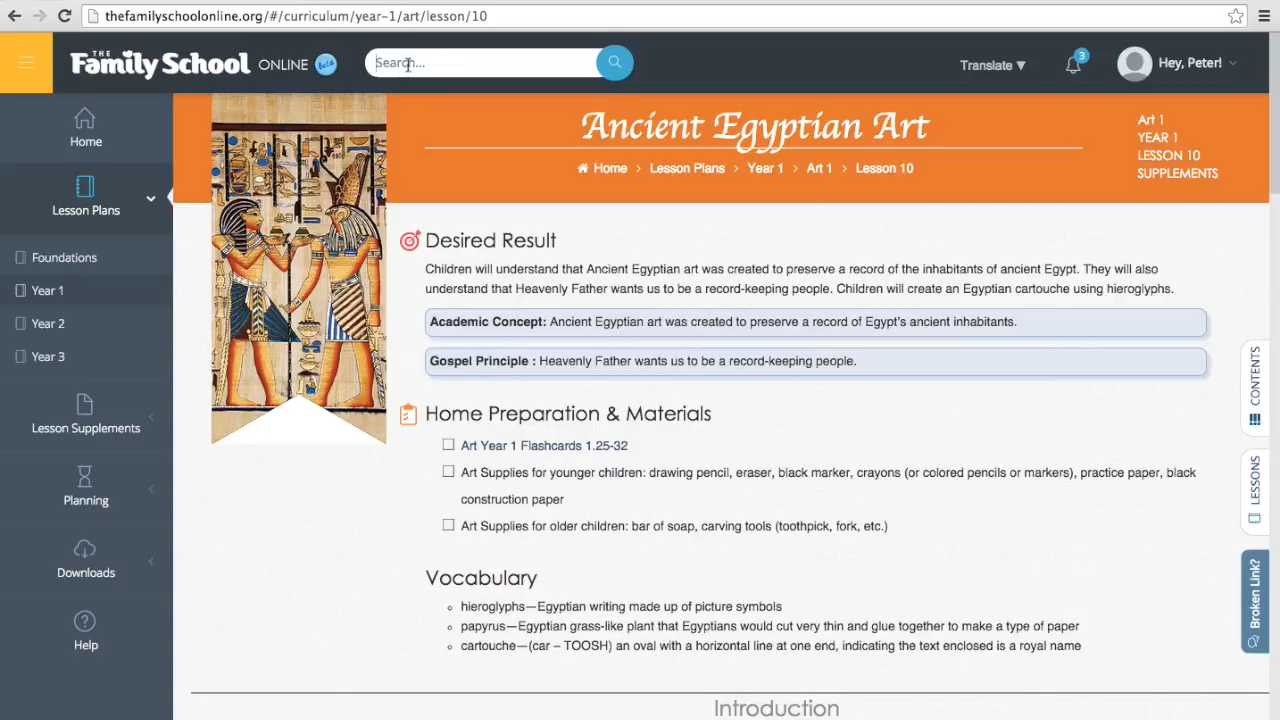 thefamilyschoolonline.org/#/curriculum/year-1/art/lesson/10
THE Family School ONLINE beta
Search...
Translate ▼
3
Hey, Peter!
Home
Lesson Plans
Foundations
Year 1
Year 2
Year 3
Lesson Supplements
Planning
Downloads
Help
Ancient Egyptian Art
Home > Lesson Plans > Year 1 > Art 1 > Lesson 10
Art 1
YEAR 1
LESSON 10
SUPPLEMENTS
Desired Result
Children will understand that Ancient Egyptian art was created to preserve a record of the inhabitants of ancient Egypt. They will also
understand that Heavenly Father wants us to be a record-keeping people. Children will create an Egyptian cartouche using hieroglyphs.
Academic Concept: Ancient Egyptian art was created to preserve a record of Egypt's ancient inhabitants.
Gospel Principle : Heavenly Father wants us to be a record-keeping people.
Home Preparation & Materials
Art Year 1 Flashcards 1.25-32
Art Supplies for younger children: drawing pencil, eraser, black marker, crayons (or colored pencils or markers), practice paper, black
construction paper
Art Supplies for older children: bar of soap, carving tools (toothpick, fork, etc.)
Vocabulary
hieroglyphs—Egyptian writing made up of picture symbols
papyrus—Egyptian grass-like plant that Egyptians would cut very thin and glue together to make a type of paper
cartouche—(car – TOOSH) an oval with a horizontal line at one end, indicating the text enclosed is a royal name
Introduction
CONTENTS
LESSONS
Broken Link?